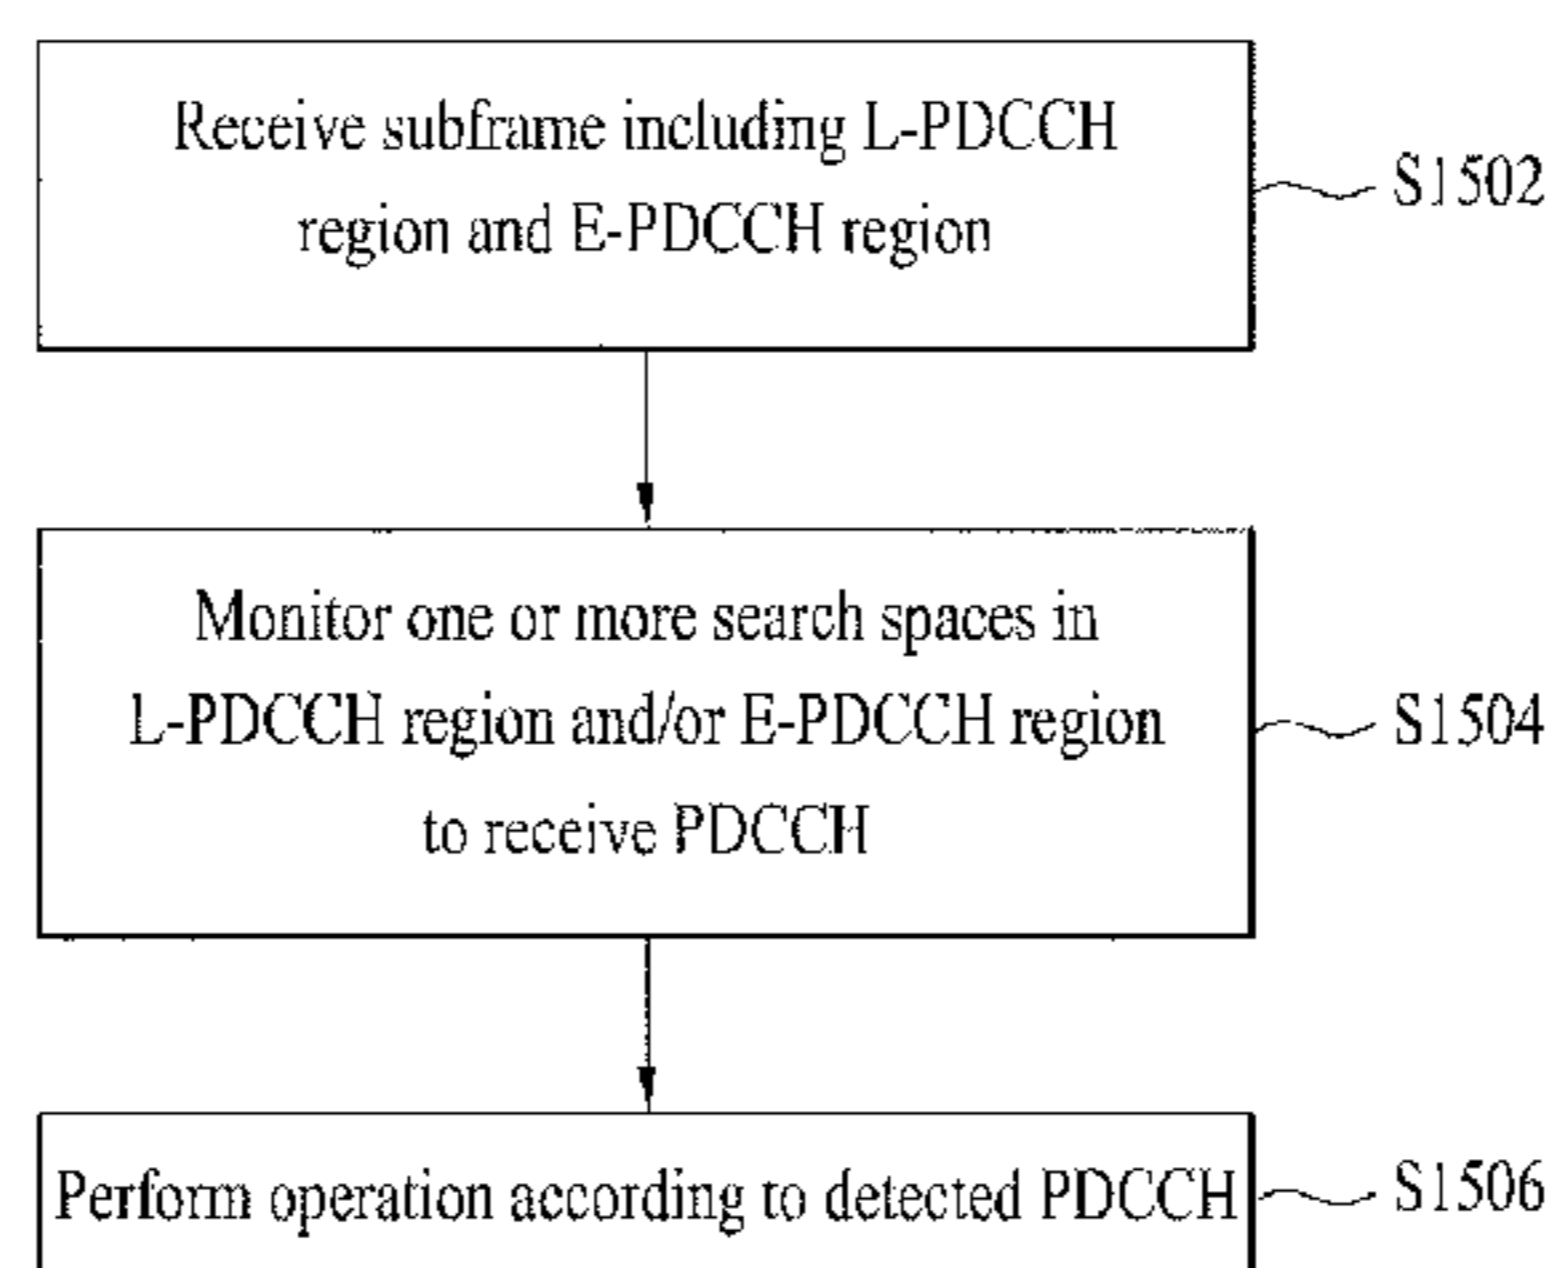 Receive subframe including L-PDCCH
region and E-PDCCH region
S1502
Monitor one or more search spaces in
L-PDCCH region and/or E-PDCCH region
to receive PDCCH
S1504
Perform operation according to detected PDCCH
S1506